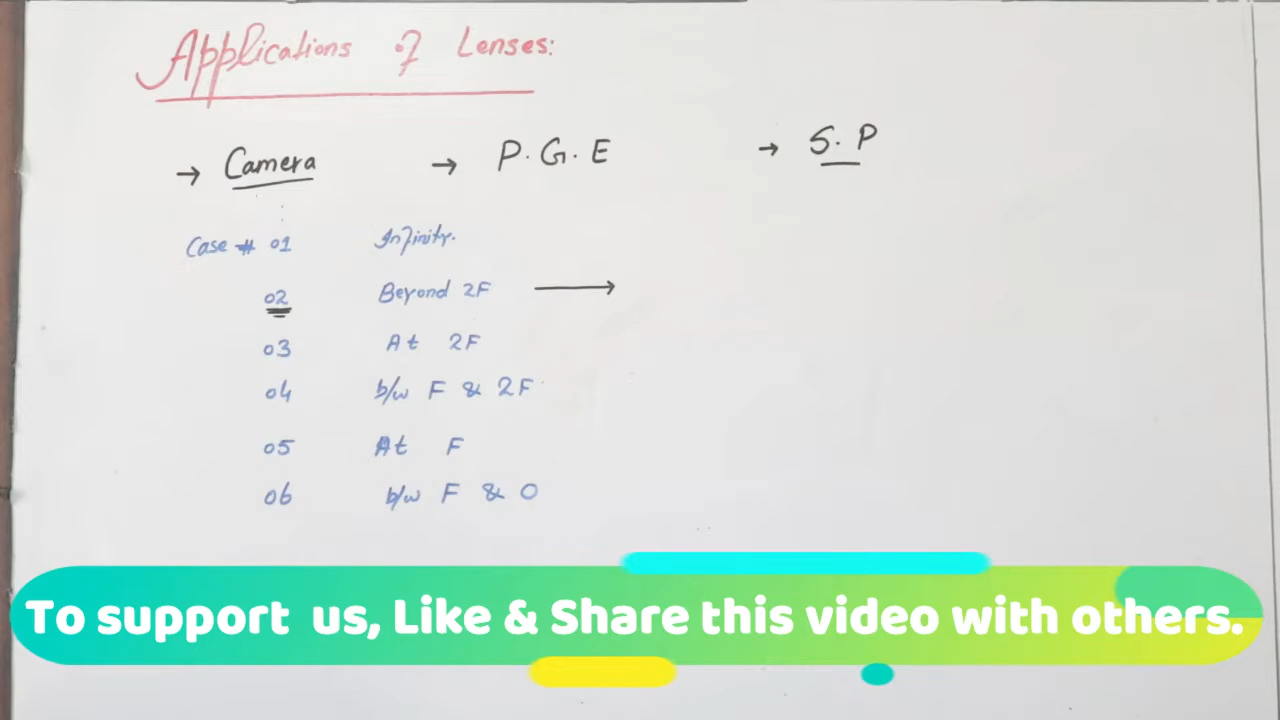 Applications of Lenses:
→ Camera → P.G.E → S.P
Case # 01 Infinity.
02 Beyond 2F →
03 At 2F
04 b/w F & 2F
05 At F
06 b/w F & O
To support us, Like & Share this video with others.